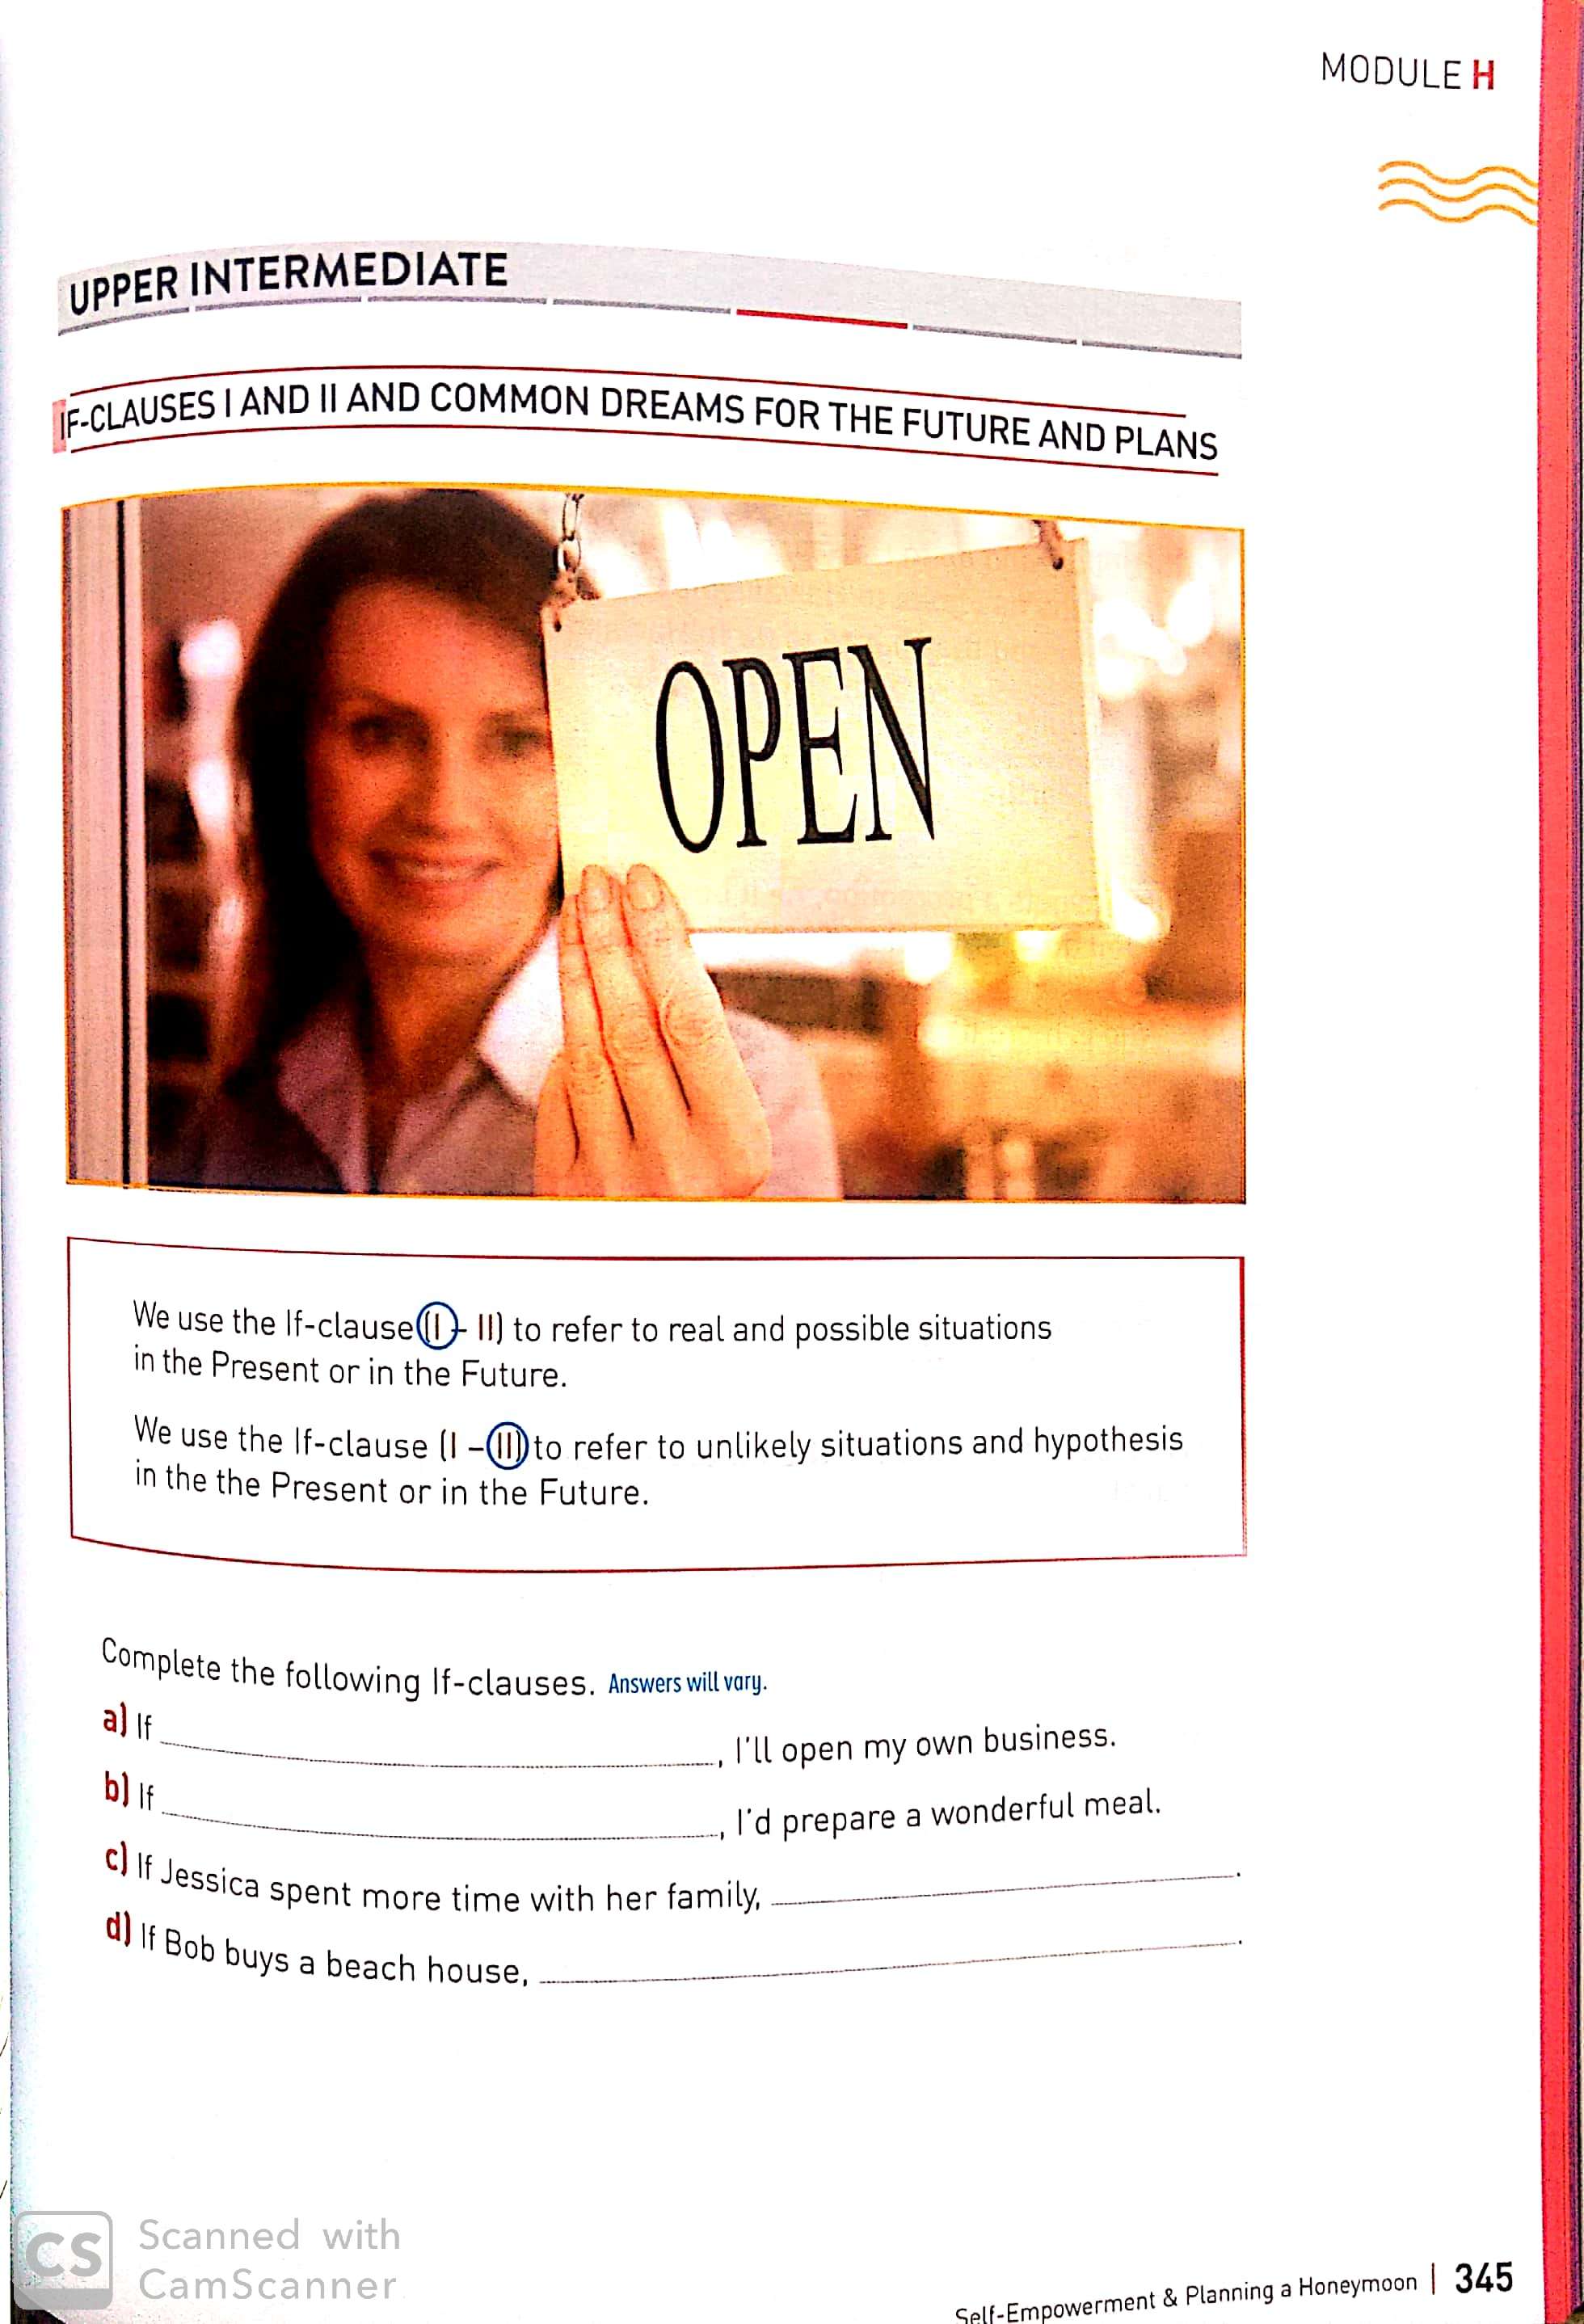 MODULE H
UPPER INTERMEDIATE
IF-CLAUSES I AND II AND COMMON DREAMS FOR THE FUTURE AND PLANS
OPEN
We use the If-clause (I - II) to refer to real and possible situations
in the Present or in the Future.
We use the If-clause (I – II) to refer to unlikely situations and hypothesis
in the the Present or in the Future.
Complete the following If-clauses. Answers will vary.
a) If ________, I'll open my own business.
b) If ________, I'd prepare a wonderful meal.
c) If Jessica spent more time with her family, ________.
d) If Bob buys a beach house, ________.
CS Scanned with
CamScanner
Self-Empowerment & Planning a Honeymoon | 345